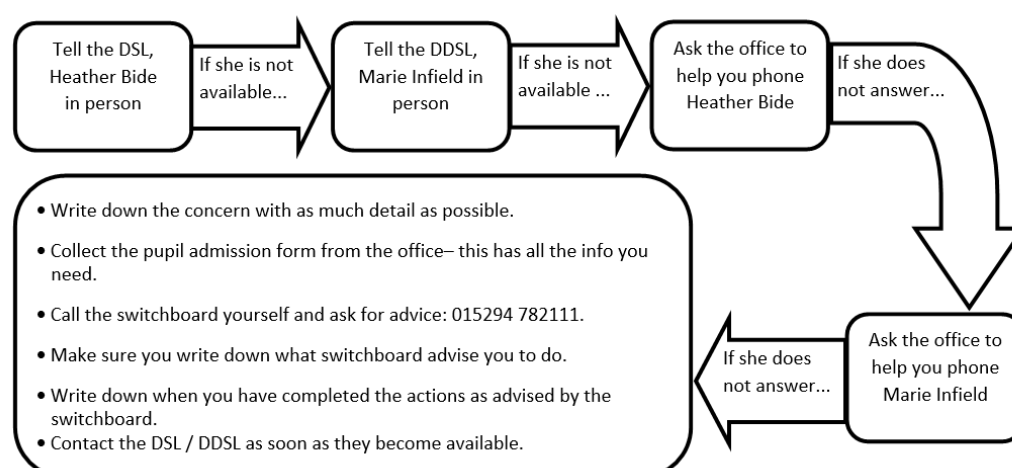 Tell the DSL,
Heather Bide
in person
If she is not
available...
Tell the DDSL,
Marie Infield in
person
If she is not
available ...
Ask the office to
help you phone
Heather Bide
If she does
not answer...
Ask the office to
help you phone
Marie Infield
If she does
not answer...
• Write down the concern with as much detail as possible.
• Collect the pupil admission form from the office– this has all the info you
need.
• Call the switchboard yourself and ask for advice: 015294 782111.
• Make sure you write down what switchboard advise you to do.
• Write down when you have completed the actions as advised by the
switchboard.
• Contact the DSL / DDSL as soon as they become available.